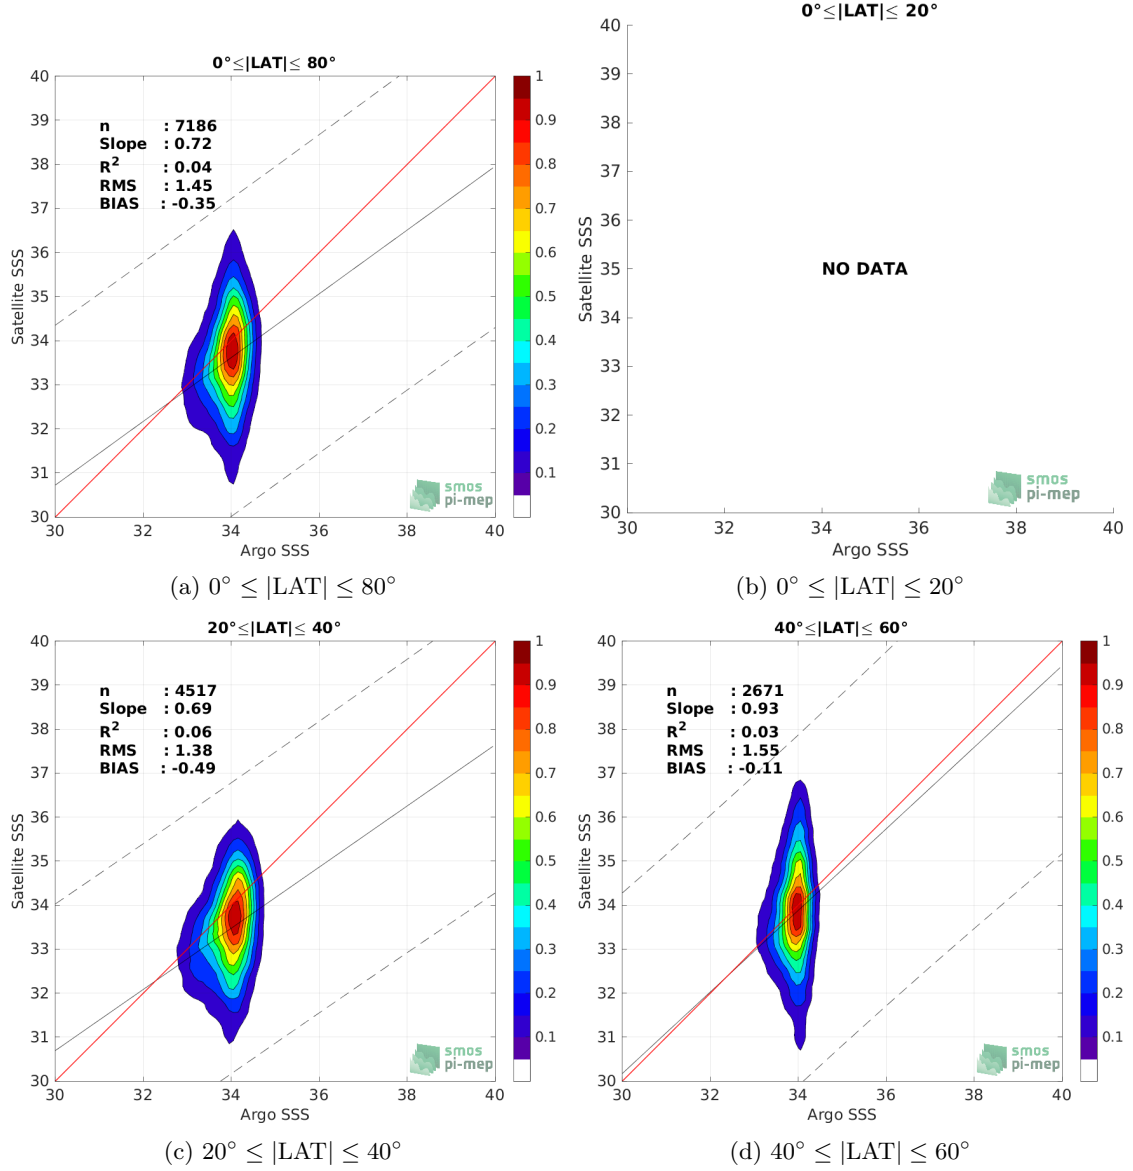 0°≤|LAT|≤ 80°
40
39
38
37
36
35
34
33
32
31
30
Satellite SSS
n : 7186
Slope : 0.72
R² : 0.04
RMS : 1.45
BIAS : -0.35
smos
pi-mep
30 32 34 36 38 40
Argo SSS
1
0.9
0.8
0.7
0.6
0.5
0.4
0.3
0.2
0.1
(a) 0° ≤ |LAT| ≤ 80°
0°≤|LAT|≤ 20°
40
39
38
37
36
35
34
33
32
31
30
Satellite SSS
NO DATA
smos
pi-mep
30 32 34 36 38 40
Argo SSS
(b) 0° ≤ |LAT| ≤ 20°
20°≤|LAT|≤ 40°
40
39
38
37
36
35
34
33
32
31
30
Satellite SSS
n : 4517
Slope : 0.69
R² : 0.06
RMS : 1.38
BIAS : -0.49
smos
pi-mep
30 32 34 36 38 40
Argo SSS
1
0.9
0.8
0.7
0.6
0.5
0.4
0.3
0.2
0.1
(c) 20° ≤ |LAT| ≤ 40°
40°≤|LAT|≤ 60°
40
39
38
37
36
35
34
33
32
31
30
Satellite SSS
n : 2671
Slope : 0.93
R² : 0.03
RMS : 1.55
BIAS : -0.11
smos
pi-mep
30 32 34 36 38 40
Argo SSS
1
0.9
0.8
0.7
0.6
0.5
0.4
0.3
0.2
0.1
(d) 40° ≤ |LAT| ≤ 60°